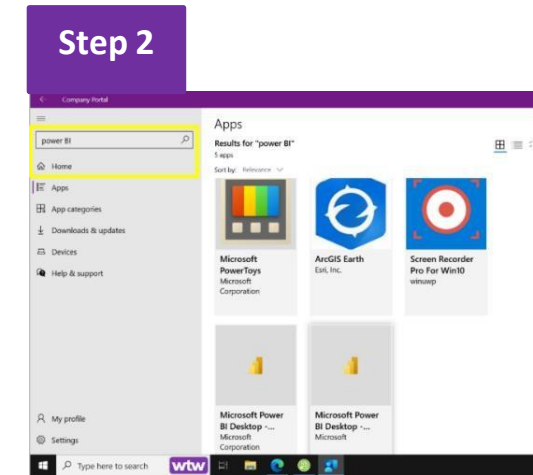 Step 2
Company Portal
power BI
Home
Apps
App categories
Downloads & updates
Devices
Help & support
My profile
Settings
Apps
Results for "power BI"
5 apps
Sort by: Relevance
Microsoft
PowerToys
Microsoft
Corporation
ArcGIS Earth
Esri, Inc.
Screen Recorder
Pro For Win10
winuwp
Microsoft Power
BI Desktop -...
Microsoft
Corporation
Microsoft Power
BI Desktop -...
Microsoft
Type here to search
wtw